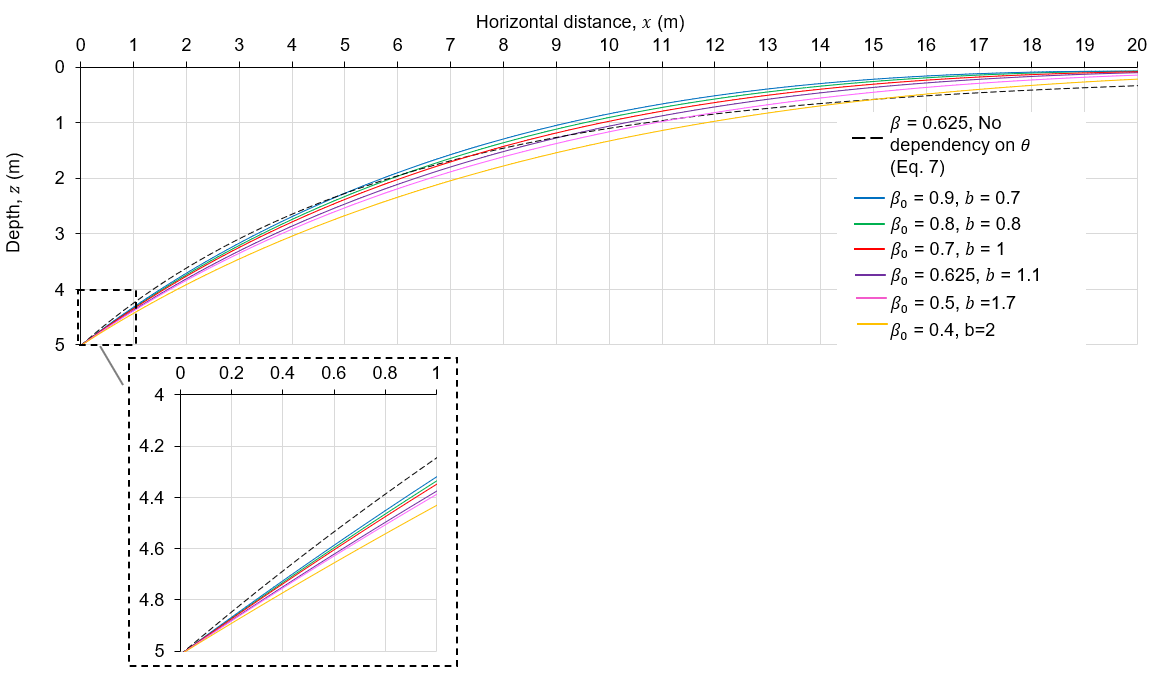 Horizontal distance, x (m)
0 1 2 3 4 5 6 7 8 9 10 11 12 13 14 15 16 17 18 19 20
0
1
2
3
4
5
Depth, z (m)
β = 0.625, No
dependency on θ
(Eq. 7)
β₀ = 0.9, b = 0.7
β₀ = 0.8, b = 0.8
β₀ = 0.7, b = 1
β₀ = 0.625, b = 1.1
β₀ = 0.5, b =1.7
β₀ = 0.4, b=2
0 0.2 0.4 0.6 0.8 1
4
4.2
4.4
4.6
4.8
5